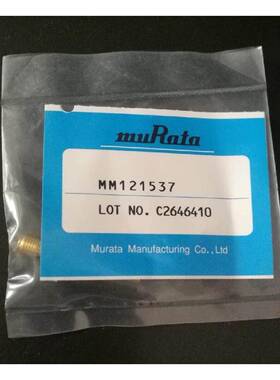 muRata
MM121537
LOT NO. C2646410
Murata Manufacturing Co.,Ltd